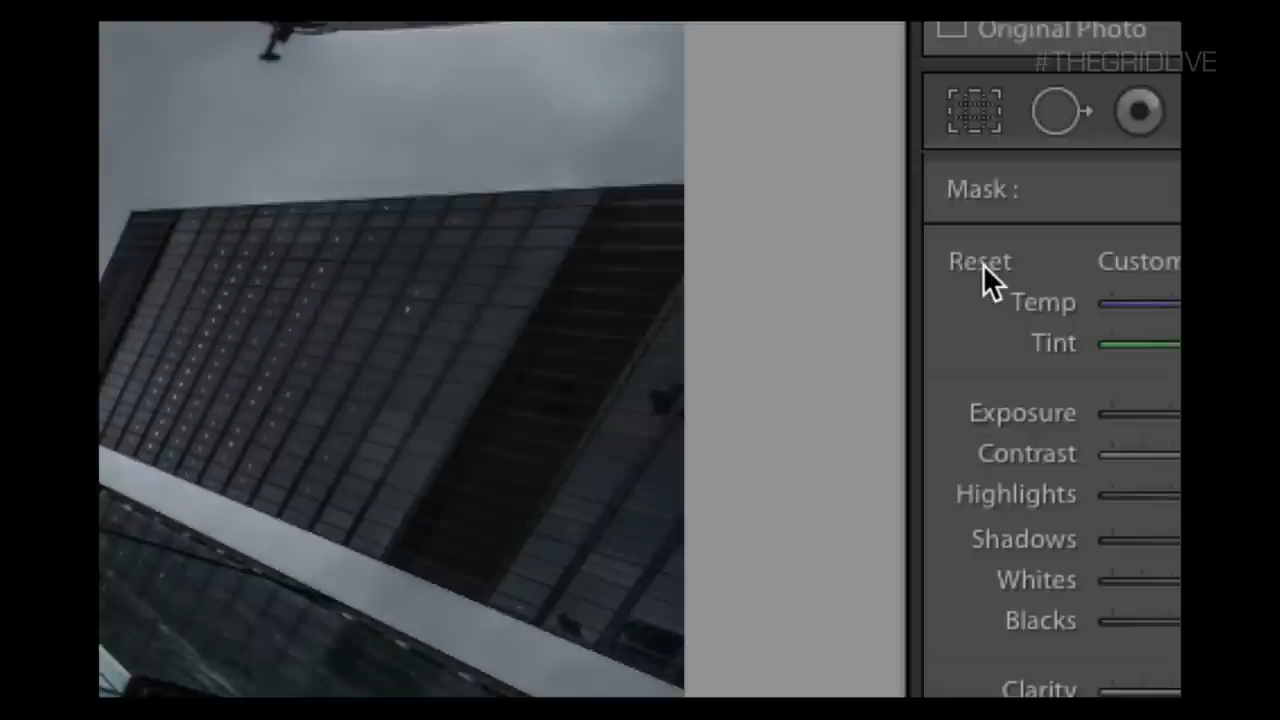 Original Photo
#THEGRIDLIVE
Mask :
Reset Custom
Temp
Tint
Exposure
Contrast
Highlights
Shadows
Whites
Blacks
Clarity